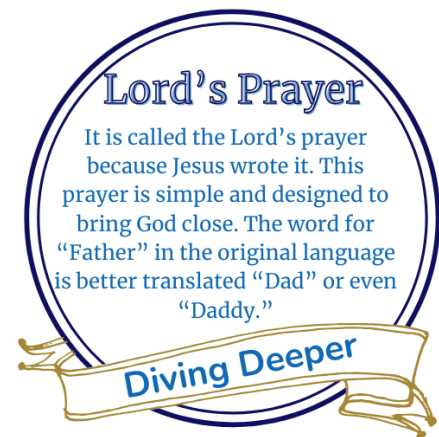 Lord’s Prayer
It is called the Lord’s prayer
because Jesus wrote it. This
prayer is simple and designed to
bring God close. The word for
“Father” in the original language
is better translated “Dad” or even
“Daddy.”
Diving Deeper